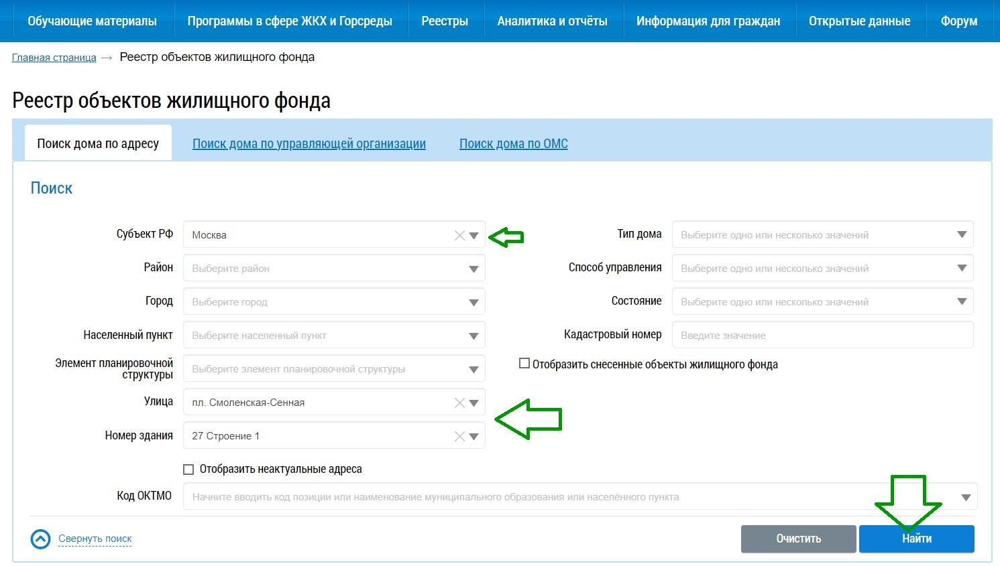 Обучающие материалы
Программы в сфере ЖКХ и Горсреды
Реестры
Аналитика и отчёты
Информация для граждан
Открытые данные
Форум
Главная страница → Реестр объектов жилищного фонда
Реестр объектов жилищного фонда
Поиск дома по адресу
Поиск дома по управляющей организации
Поиск дома по ОМС
Поиск
Субъект РФ
Москва
Район
Выберите район
Город
Выберите город
Населенный пункт
Выберите населенный пункт
Элемент планировочной
структуры
Выберите элемент планировочной структуры
Улица
пл. Смоленская-Сенная
Номер здания
27 Строение 1
Отобразить неактуальные адреса
Тип дома
Выберите одно или несколько значений
Способ управления
Выберите одно или несколько значений
Состояние
Выберите одно или несколько значений
Кадастровый номер
Введите значение
Отобразить снесенные объекты жилищного фонда
Код ОКТМО
Начните вводить код позиции или наименование муниципального образования или населённого пункта
Свернуть поиск
Очистить
Найти